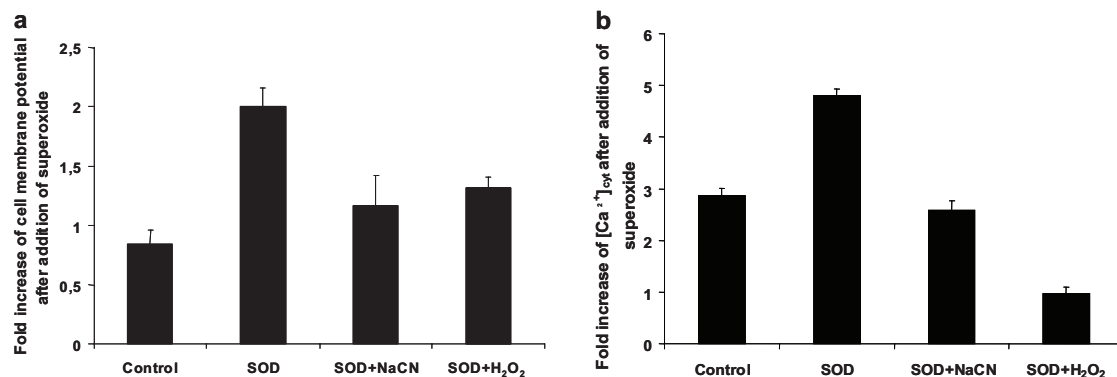 a
Fold increase of cell membrane potential
after addition of superoxide
2,5
2
1,5
1
0,5
0
Control SOD SOD+NaCN SOD+H₂O₂
b
Fold increase of [Ca ²⁺]cyt after addition of
superoxide
6
5
4
3
2
1
0
Control SOD SOD+NaCN SOD+H₂O₂